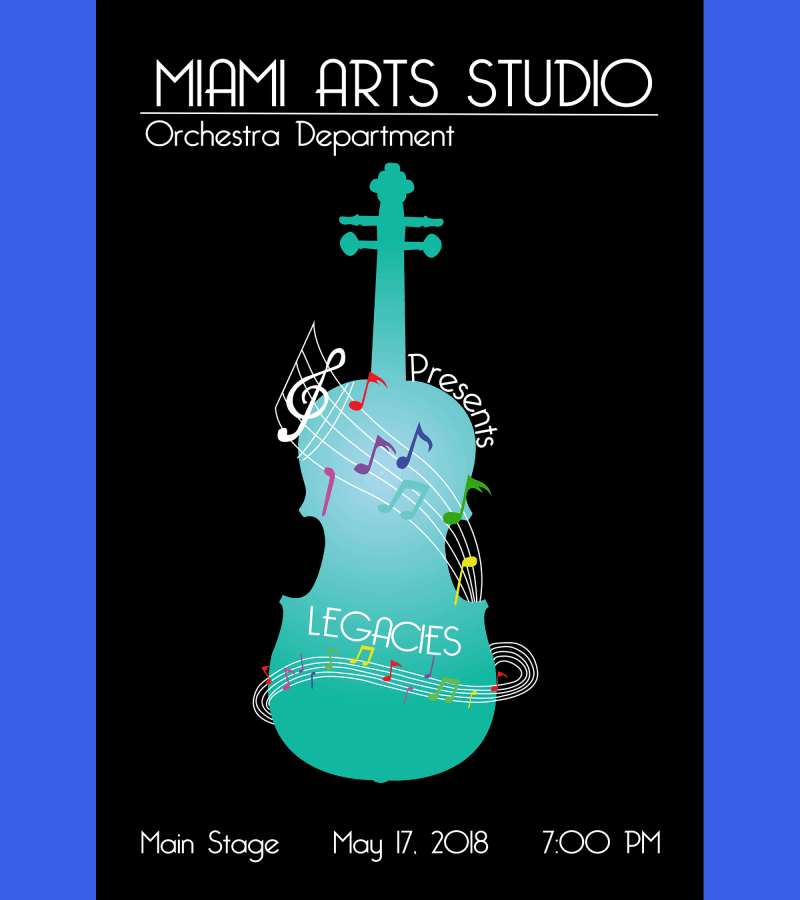 MIAMI ARTS STUDIO
Orchestra Department
Presents
LEGACIES
Main Stage May 17, 2018 7:00 PM